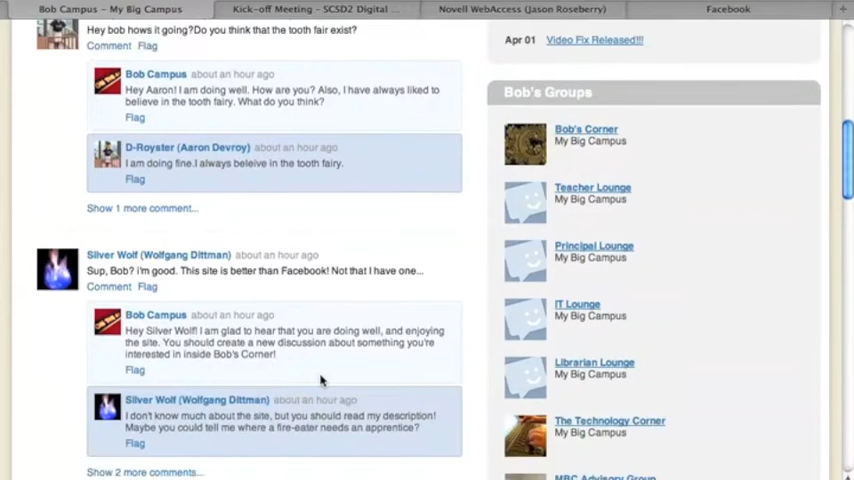 Bob Campus – My Big Campus
Kick-off Meeting - SCSD2 Digital ...
Novell WebAccess (Jason Roseberry)
Facebook
+
Hey bob hows it going?Do you think that the tooth fair exist?
Comment Flag
Bob Campus about an hour ago
Hey Aaron! I am doing well. How are you? Also, I have always liked to
believe in the tooth fairy. What do you think?
Flag
D-Royster (Aaron Devroy) about an hour ago
I am doing fine.I always beleive in the tooth fairy.
Flag
Show 1 more comment...
Silver Wolf (Wolfgang Dittman) about an hour ago
Sup, Bob? i'm good. This site is better than Facebook! Not that I have one...
Comment Flag
Bob Campus about an hour ago
Hey Silver Wolf! I am glad to hear that you are doing well, and enjoying
the site. You should create a new discussion about something you're
interested in inside Bob's Corner!
Flag
Silver Wolf (Wolfgang Dittman) about an hour ago
I don't know much about the site, but you should read my description!
Maybe you could tell me where a fire-eater needs an apprentice?
Flag
Show 2 more comments...
Apr 01 Video Fix Released!!!
Bob's Groups
Bob's Corner
My Big Campus
Teacher Lounge
My Big Campus
Principal Lounge
My Big Campus
IT Lounge
My Big Campus
Librarian Lounge
My Big Campus
The Technology Corner
My Big Campus
MBC Advisory Group